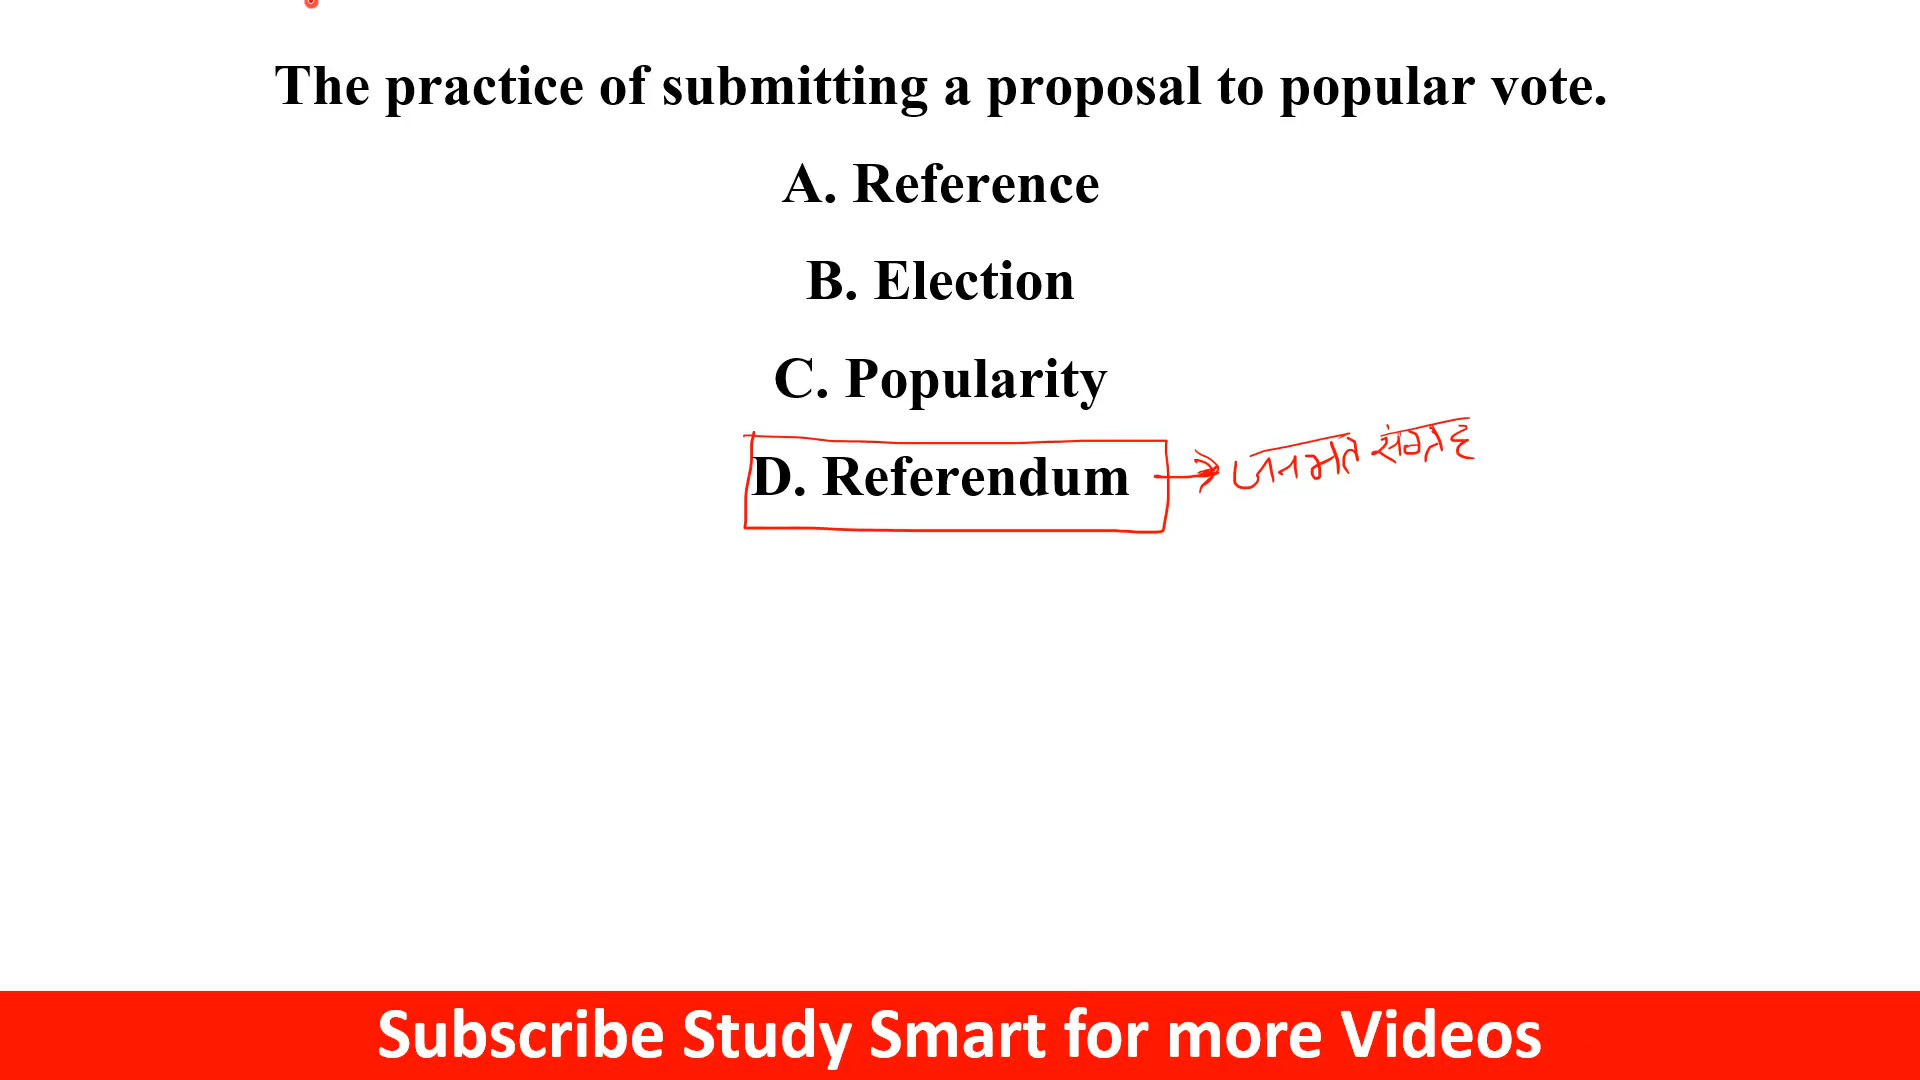 The practice of submitting a proposal to popular vote.
A. Reference
B. Election
C. Popularity
D. Referendum → जनमत संग्रह
Subscribe Study Smart for more Videos